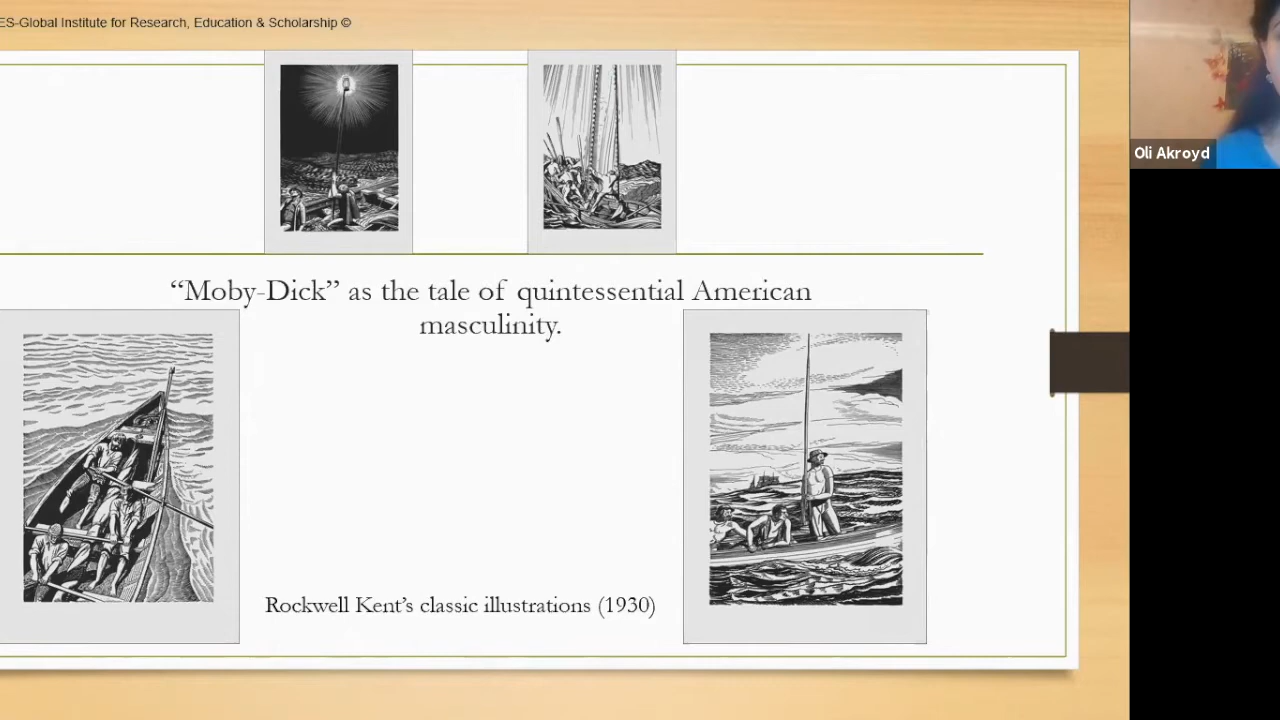 ES-Global Institute for Research, Education & Scholarship ©
Oli Akroyd
“Moby-Dick” as the tale of quintessential American
masculinity.
Rockwell Kent’s classic illustrations (1930)